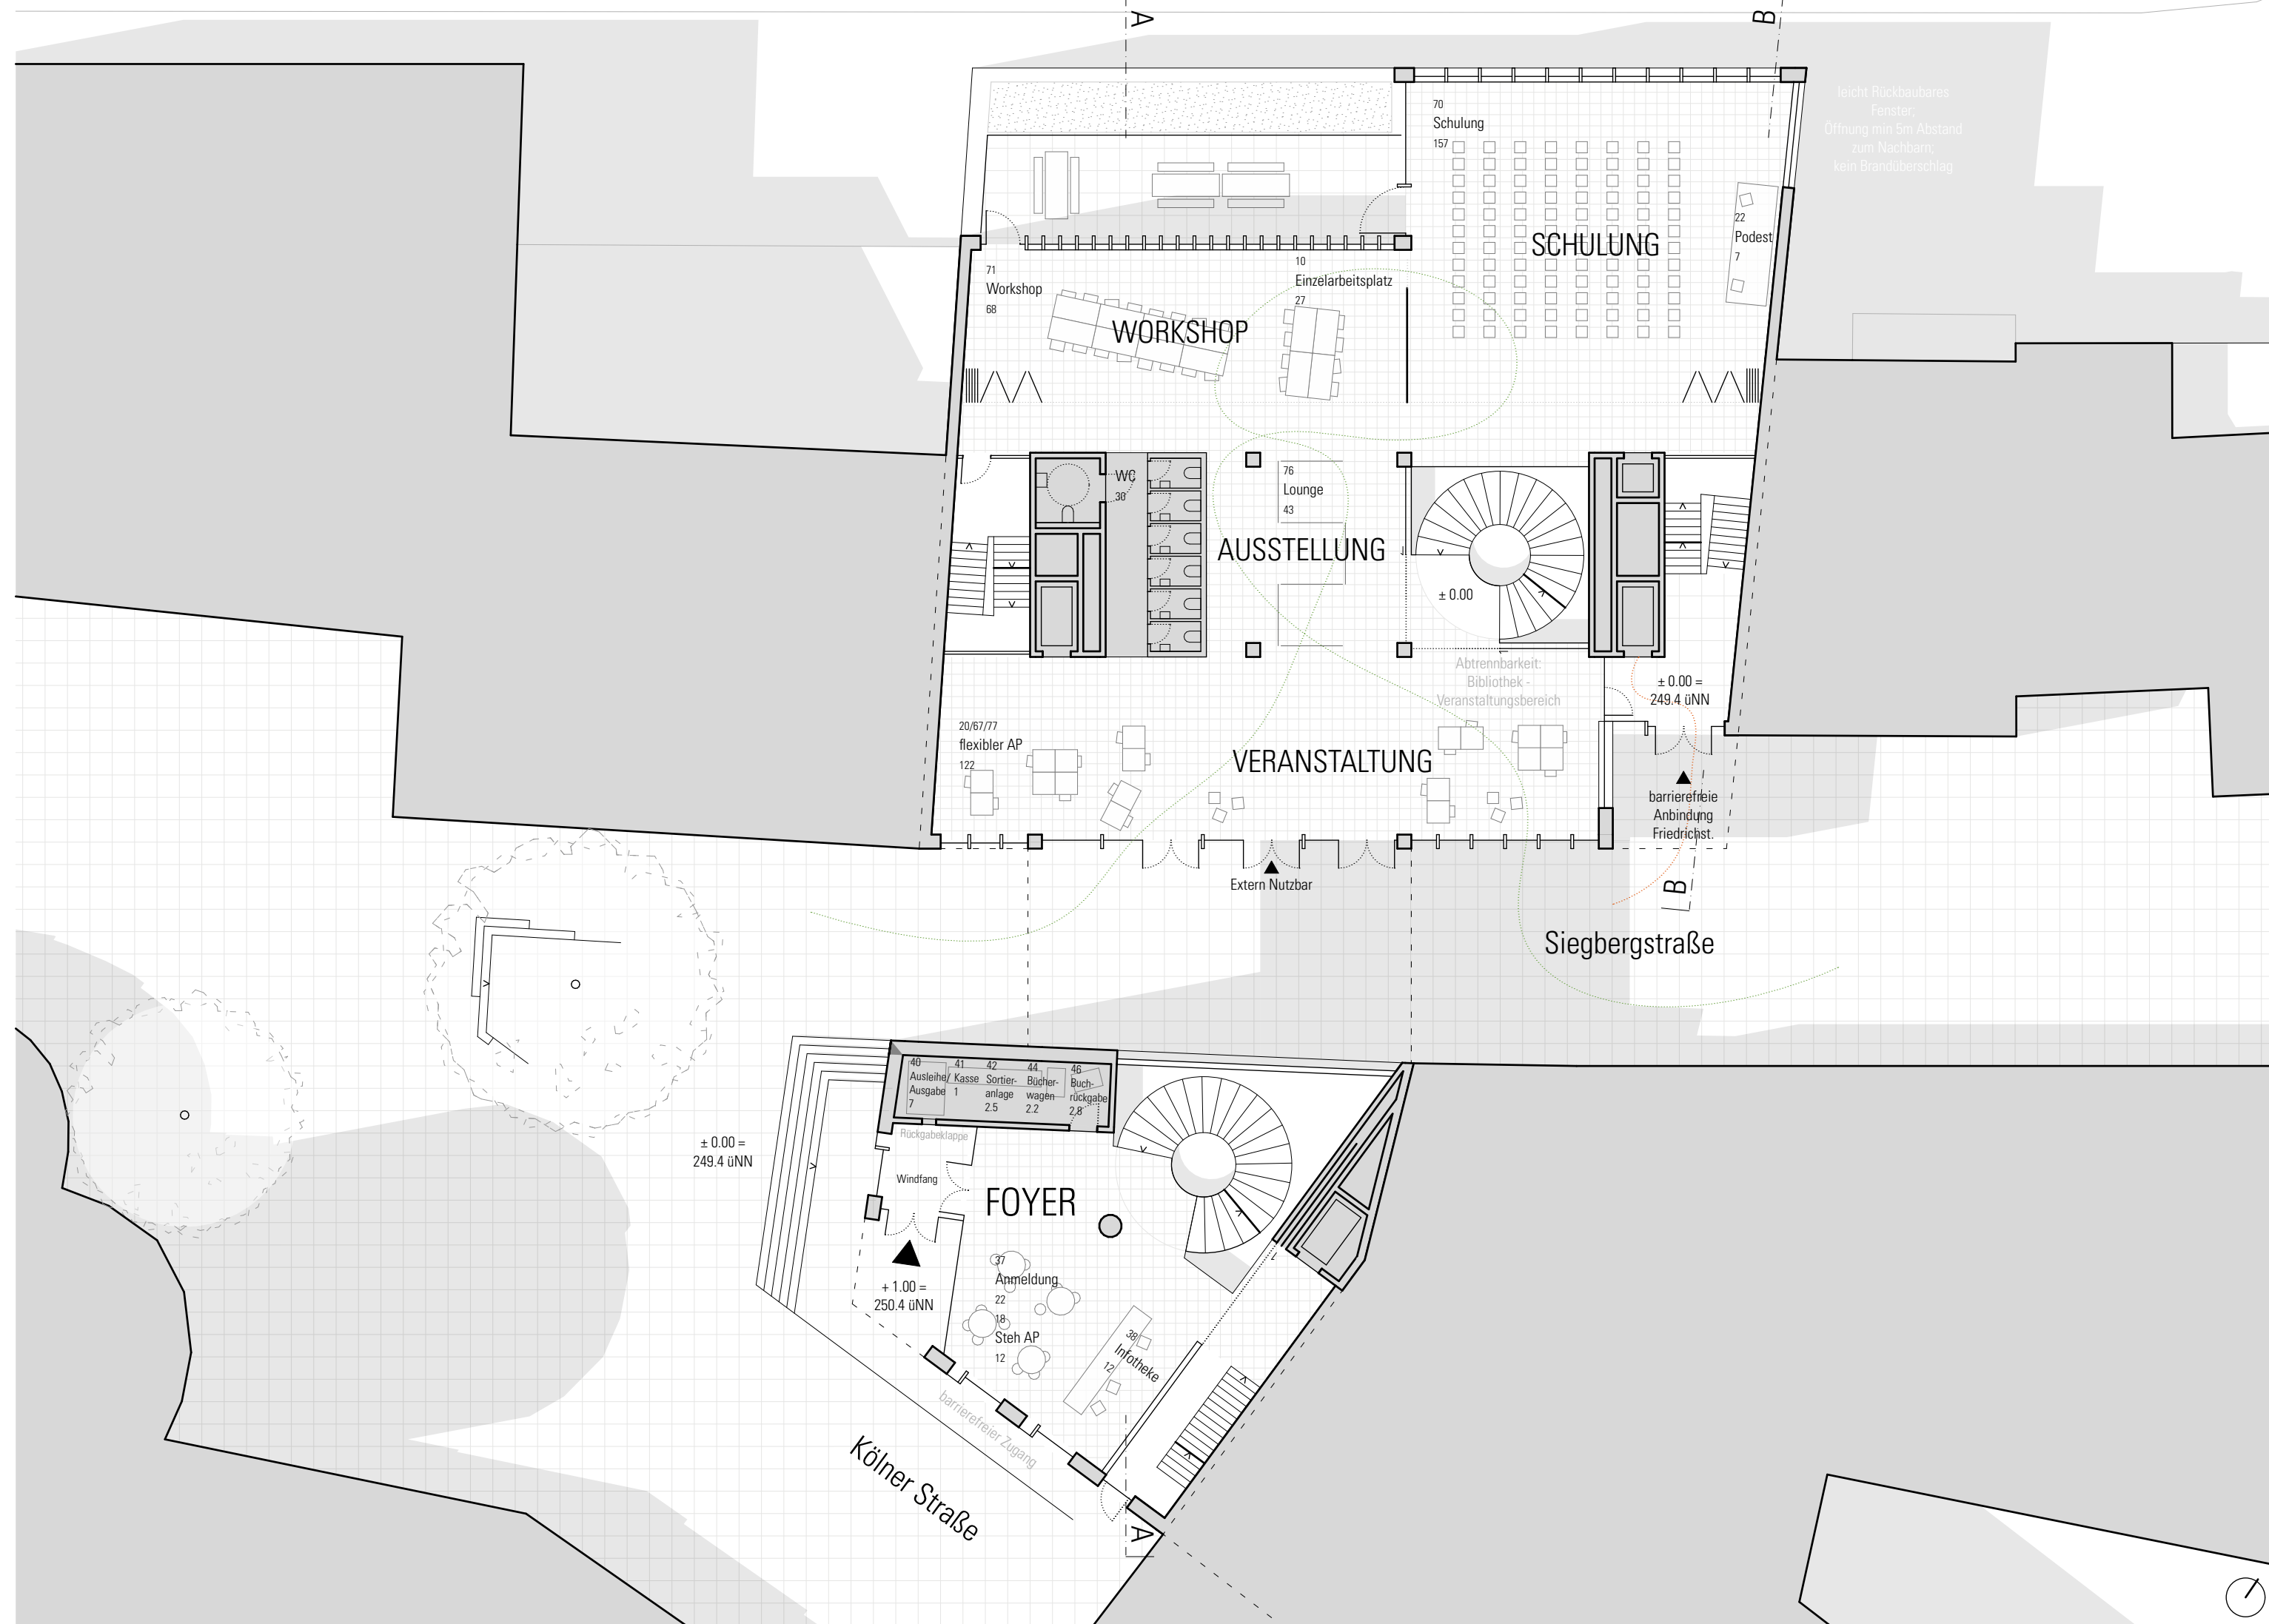 A
B
leicht Rückbaubares
Fenster;
Öffnung min 5m Abstand
zum Nachbarn;
kein Brandüberschlag
70
Schulung
157
SCHULUNG
22
Podest
7
71
Workshop
68
WORKSHOP
10
Einzelarbeitsplatz
27
WC
30
76
Lounge
43
AUSSTELLUNG
± 0.00
Abtrennbarkeit:
Bibliothek -
Veranstaltungsbereich
± 0.00 =
249.4 üNN
20/67/77
flexibler AP
122
VERANSTALTUNG
barrierefreie
Anbindung
Friedrichst.
Extern Nutzbar
B
Siegbergstraße
40
Ausleihe/
Ausgabe
7
41
Kasse
1
42
Sortier-
anlage
2.5
44
Bücher-
wagen
2.2
46
Buch-
rückgabe
2.8
Rückgabeklappe
± 0.00 =
249.4 üNN
Windfang
FOYER
37
Anmeldung
22
+ 1.00 =
250.4 üNN
18
Steh AP
12
38
Infotheke
12
barrierefreier Zugang
Kölner Straße
A